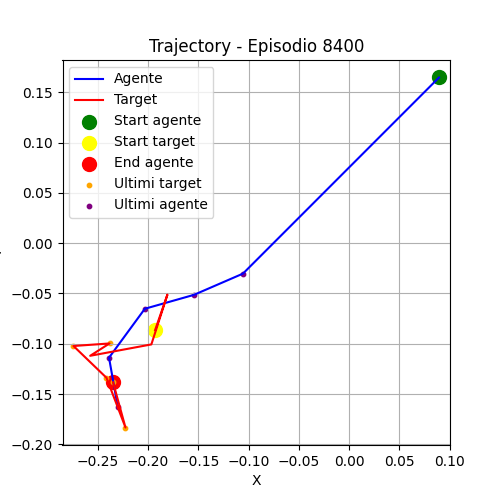 Trajectory - Episodio 8400
Agente
Target
Start agente
Start target
End agente
Ultimi target
Ultimi agente
0.15
0.10
0.05
0.00
−0.05
−0.10
−0.15
−0.20
−0.25 −0.20 −0.15 −0.10 −0.05 0.00 0.05 0.10
X